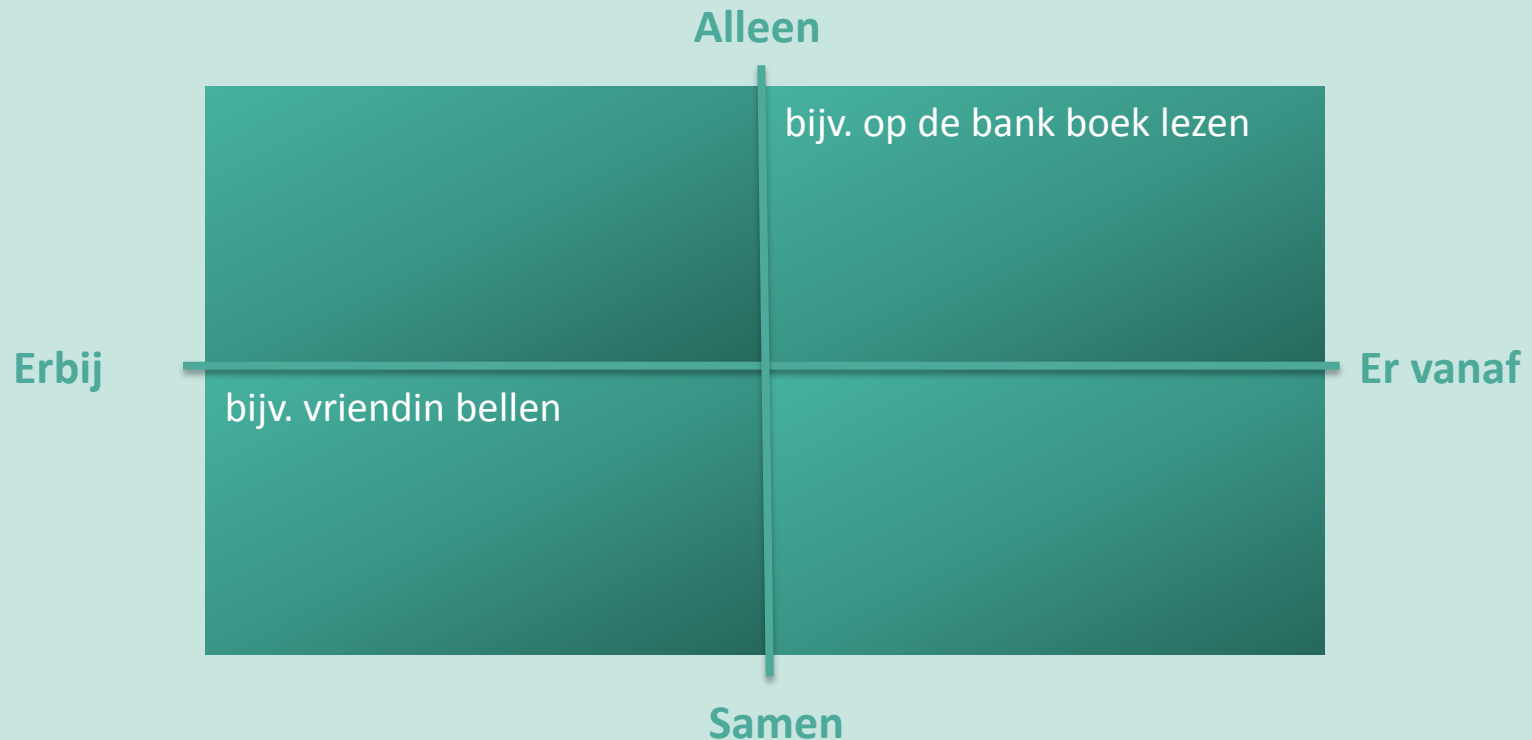 Alleen
bijv. op de bank boek lezen
Erbij
Er vanaf
bijv. vriendin bellen
Samen